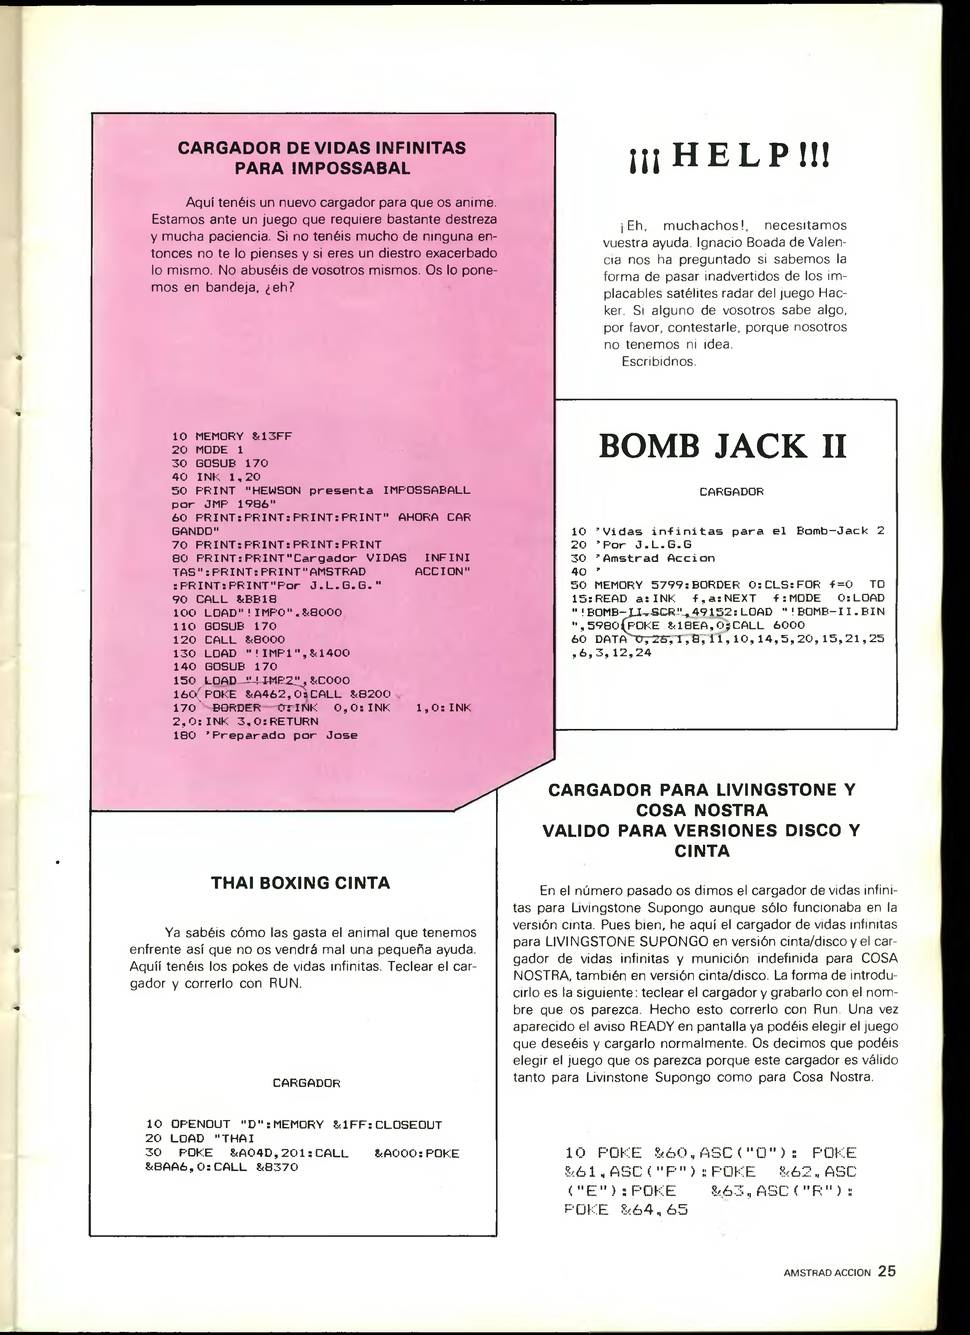 CARGADOR DE VIDAS INFINITAS
PARA IMPOSSABAL
Aquí tenéis un nuevo cargador para que os anime.
Estamos ante un juego que requiere bastante destreza
y mucha paciencia. Si no tenéis mucho de ninguna en-
tonces no te lo pienses y si eres un diestro exacerbado
lo mismo. No abuséis de vosotros mismos. Os lo pone-
mos en bandeja, ¿eh?
10 MEMORY &13FF
20 MODE 1
30 GOSUB 170
40 INK 1,20
50 PRINT "HEWSON presenta IMPOSSABALL
por JMP 1986"
60 PRINT:PRINT:PRINT:PRINT" AHORA CAR
GANDO"
70 PRINT:PRINT:PRINT:PRINT
80 PRINT:PRINT"Cargador VIDAS INFINI
TAS":PRINT:PRINT"AMSTRAD ACCION"
:PRINT:PRINT"Por J.L.G.G."
90 CALL &BB18
100 LOAD"!IMP0",&8000
110 GOSUB 170
120 CALL &8000
130 LOAD "!IMP1",&1400
140 GOSUB 170
150 LOAD "!IMP2",&C000
160 POKE &A462,0:CALL &8200
170 BORDER 0:INK 0,0:INK 1,0:INK
2,0:INK 3,0:RETURN
180 'Preparado por Jose
¡¡¡HELP!!!
¡Eh, muchachos!, necesitamos
vuestra ayuda. Ignacio Boada de Valen-
cia nos ha preguntado si sabemos la
forma de pasar inadvertidos de los im-
placables satélites radar del juego Hac-
ker. Si alguno de vosotros sabe algo,
por favor, contestarle, porque nosotros
no tenemos ni idea.
Escribidnos.
BOMB JACK II
CARGADOR
10 'Vidas infinitas para el Bomb-Jack 2
20 'Por J.L.G.G
30 'Amstrad Accion
40 '
50 MEMORY 5799:BORDER 0:CLS:FOR f=0 TO
15:READ a:INK f,a:NEXT f:MODE 0:LOAD
"!BOMB-II.SCR",49152:LOAD "!BOMB-II.BIN
",5980:POKE &18EA,0:CALL 6000
60 DATA 0,26,1,8,11,10,14,5,20,15,21,25
,6,3,12,24
THAI BOXING CINTA
Ya sabéis cómo las gasta el animal que tenemos
enfrente así que no os vendrá mal una pequeña ayuda.
Aquíí tenéis los pokes de vidas infinitas. Teclear el car-
gador y correrlo con RUN.
CARGADOR
10 OPENOUT "D":MEMORY &1FF:CLOSEOUT
20 LOAD "THAI
30 POKE &A04D,201:CALL &A000:POKE
&8AA6,0:CALL &8370
CARGADOR PARA LIVINGSTONE Y
COSA NOSTRA
VALIDO PARA VERSIONES DISCO Y
CINTA
En el número pasado os dimos el cargador de vidas infini-
tas para Livingstone Supongo aunque sólo funcionaba en la
versión cinta. Pues bien, he aquí el cargador de vidas infinitas
para LIVINGSTONE SUPONGO en versión cinta/disco y el car-
gador de vidas infinitas y munición indefinida para COSA
NOSTRA, también en versión cinta/disco. La forma de introdu-
cirlo es la siguiente: teclear el cargador y grabarlo con el nom-
bre que os parezca. Hecho esto correrlo con Run. Una vez
aparecido el aviso READY en pantalla ya podéis elegir el juego
que deseéis y cargarlo normalmente. Os decimos que podéis
elegir el juego que os parezca porque este cargador es válido
tanto para Livinstone Supongo como para Cosa Nostra.
10 POKE &60,ASC("O"): POKE
&61,ASC("P"):POKE &62,ASC
("E"):POKE &63,ASC("R"):
POKE &64,65
AMSTRAD ACCION 25